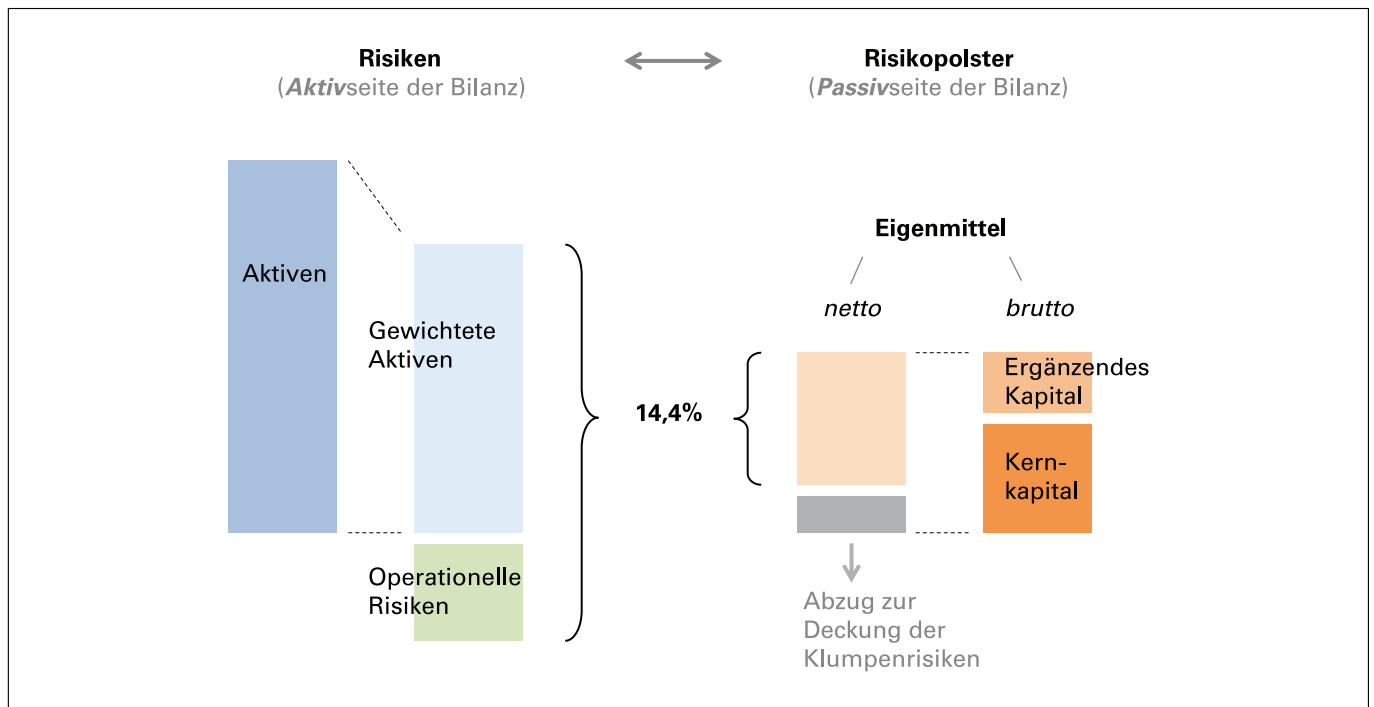 Risiken
(Aktivseite der Bilanz)
Risikopolster
(Passivseite der Bilanz)
Aktiven
Gewichtete
Aktiven
Operationelle
Risiken
14,4%
Eigenmittel
netto
brutto
Ergänzendes
Kapital
Kern-
kapital
Abzug zur
Deckung der
Klumpenrisiken